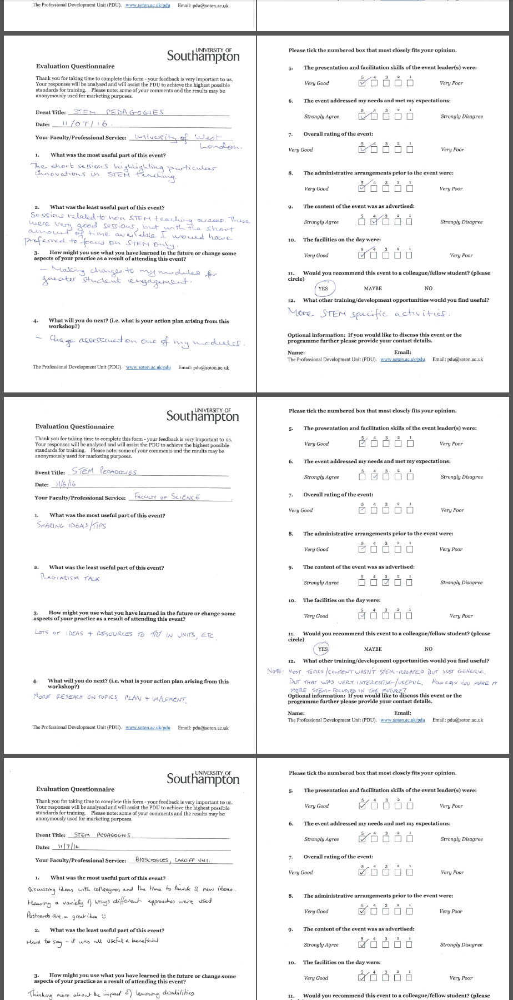 The Professional Development Unit (PDU). www.soton.ac.uk/pdu Email: pdu@soton.ac.uk
UNIVERSITY OF
Southampton
Evaluation Questionnaire
Thank you for taking time to complete this form - your feedback is very important to us.
Your responses will be analysed and will assist the PDU to achieve the highest possible
standards for training. Please note: some of your comments and the results may be
anonymously used for marketing purposes.
Event Title: STEM PEDAGOGIES
Date: 11/07/16.
Your Faculty/Professional Service: University of West
London.
1. What was the most useful part of this event?
The short sessions highlighting particular
innovations in STEM teaching.
2. What was the least useful part of this event?
Sessions related to non STEM teaching areas. These
were very good sessions, but with the short
amount of time available I would have
preferred to focus on STEM only.
3. How might you use what you have learned in the future or change some
aspects of your practice as a result of attending this event?
- Making changes to my modules for
greater student engagement.
4. What will you do next? (i.e. what is your action plan arising from this
workshop?)
- Change assessment on one of my modules.
The Professional Development Unit (PDU). www.soton.ac.uk/pdu Email: pdu@soton.ac.uk
Please tick the numbered box that most closely fits your opinion.
5. The presentation and facilitation skills of the event leader(s) were:
5 4 3 2 1
Very Good Very Poor
6. The event addressed my needs and met my expectations:
5 4 3 2 1
Strongly Agree Strongly Disagree
7. Overall rating of the event:
5 4 3 2 1
Very Good Very Poor
8. The administrative arrangements prior to the event were:
5 4 3 2 1
Very Good Very Poor
9. The content of the event was as advertised:
5 4 3 2 1
Strongly Agree Strongly Disagree
10. The facilities on the day were:
5 4 3 2 1
Very Good Very Poor
11. Would you recommend this event to a colleague/fellow student? (please
circle)
YES MAYBE NO
12. What other training/development opportunities would you find useful?
More STEM specific activities.
Optional information: If you would like to discuss this event or the
programme further please provide your contact details.
Name: Email:
The Professional Development Unit (PDU). www.soton.ac.uk/pdu Email: pdu@soton.ac.uk
UNIVERSITY OF
Southampton
Evaluation Questionnaire
Thank you for taking time to complete this form - your feedback is very important to us.
Your responses will be analysed and will assist the PDU to achieve the highest possible
standards for training. Please note: some of your comments and the results may be
anonymously used for marketing purposes.
Event Title: STEM PEDAGOGIES
Date: 11/6/16
Your Faculty/Professional Service: FACULTY OF SCIENCE
1. What was the most useful part of this event?
SHARING IDEAS/TIPS
2. What was the least useful part of this event?
PLAGIARISM TALK
3. How might you use what you have learned in the future or change some
aspects of your practice as a result of attending this event?
LOTS OF IDEAS + RESOURCES TO TRY IN UNITS, ETC.
4. What will you do next? (i.e. what is your action plan arising from this
workshop?)
MORE RESEACH ON TOPICS, PLAN + IMPLEMENT.
The Professional Development Unit (PDU). www.soton.ac.uk/pdu Email: pdu@soton.ac.uk
Please tick the numbered box that most closely fits your opinion.
5. The presentation and facilitation skills of the event leader(s) were:
5 4 3 2 1
Very Good Very Poor
6. The event addressed my needs and met my expectations:
5 4 3 2 1
Strongly Agree Strongly Disagree
7. Overall rating of the event:
5 4 3 2 1
Very Good Very Poor
8. The administrative arrangements prior to the event were:
5 4 3 2 1
Very Good Very Poor
9. The content of the event was as advertised:
5 4 3 2 1
Strongly Agree Strongly Disagree
10. The facilities on the day were:
5 4 3 2 1
Very Good Very Poor
11. Would you recommend this event to a colleague/fellow student? (please
circle)
YES MAYBE NO
12. What other training/development opportunities would you find useful?
NOTE: MOST TOPICS/CONTENT WASN'T STEM-RELATED BUT JUST GENERIC.
BUT THAT WAS VERY INTERESTING/USEFUL. HOW CAN YOU MAKE IT
MORE STEM-FOCUSSED IN THE FUTURE?
Optional information: If you would like to discuss this event or the
programme further please provide your contact details.
Name: Email:
The Professional Development Unit (PDU). www.soton.ac.uk/pdu Email: pdu@soton.ac.uk
UNIVERSITY OF
Southampton
Evaluation Questionnaire
Thank you for taking time to complete this form - your feedback is very important to us.
Your responses will be analysed and will assist the PDU to achieve the highest possible
standards for training. Please note: some of your comments and the results may be
anonymously used for marketing purposes.
Event Title: STEM PEDAGOGIES
Date: 11/7/16
Your Faculty/Professional Service: BIOSCIENCES, CARDIFF UNI.
1. What was the most useful part of this event?
Discussing ideas with colleagues and the time to think of new ideas.
Hearing a variety of ways different approaches were used
Postcards are a great idea
2. What was the least useful part of this event?
Hard to say - it was all useful & beneficial
3. How might you use what you have learned in the future or change some
aspects of your practice as a result of attending this event?
Thinking more about the impact of learning disabilities
Please tick the numbered box that most closely fits your opinion.
5. The presentation and facilitation skills of the event leader(s) were:
5 4 3 2 1
Very Good Very Poor
6. The event addressed my needs and met my expectations:
5 4 3 2 1
Strongly Agree Strongly Disagree
7. Overall rating of the event:
5 4 3 2 1
Very Good Very Poor
8. The administrative arrangements prior to the event were:
5 4 3 2 1
Very Good Very Poor
9. The content of the event was as advertised:
5 4 3 2 1
Strongly Agree Strongly Disagree
10. The facilities on the day were:
5 4 3 2 1
Very Good Very Poor
11. Would you recommend this event to a colleague/fellow student? (please